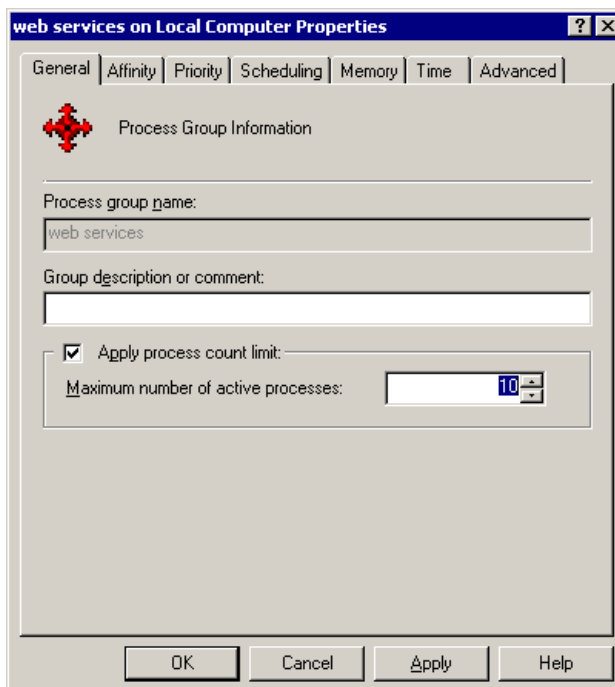 web services on Local Computer Properties
General Affinity Priority Scheduling Memory Time Advanced
Process Group Information
Process group name:
web services
Group description or comment:
Apply process count limit:
Maximum number of active processes: 10
OK Cancel Apply Help